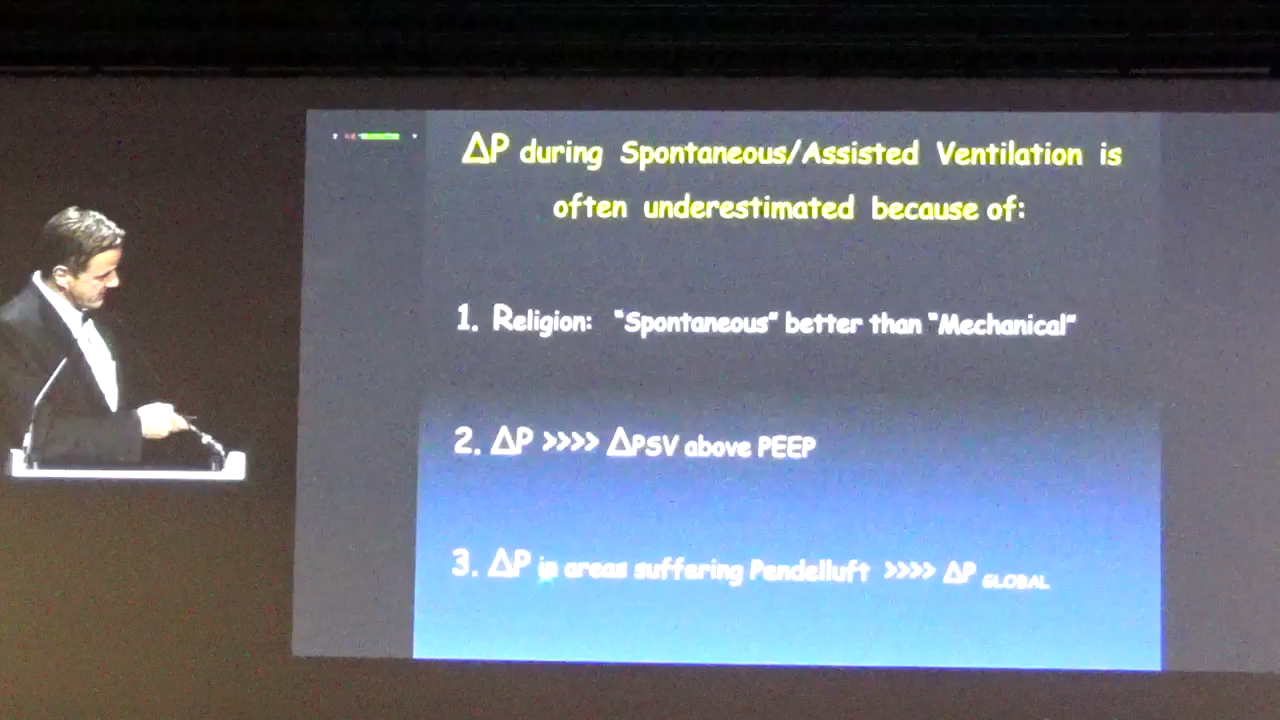 ΔP during Spontaneous/Assisted Ventilation is
often underestimated because of:
1. Religion: “Spontaneous” better than “Mechanical”
2. ΔP >>>> ΔPSV above PEEP
3. ΔP in areas suffering Pendelluft >>>> ΔP GLOBAL